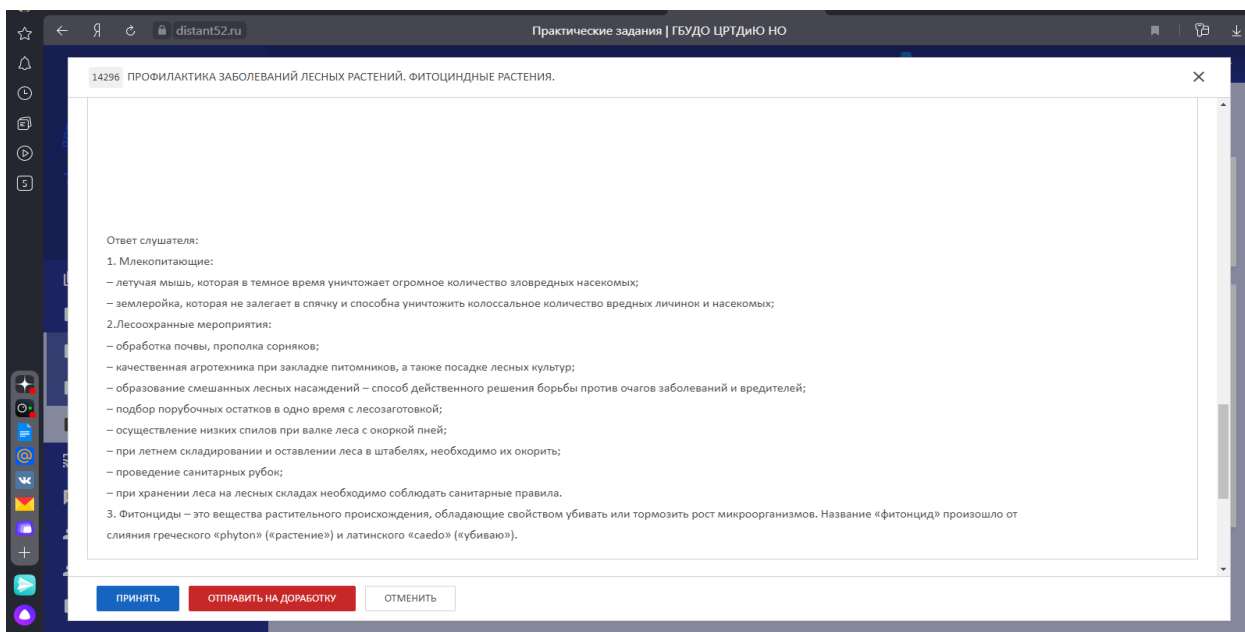 Я distant52.ru Практические задания | ГБУДО ЦРТДиЮ НО
14296 ПРОФИЛАКТИКА ЗАБОЛЕВАНИЙ ЛЕСНЫХ РАСТЕНИЙ. ФИТОЦИНДНЫЕ РАСТЕНИЯ.
Ответ слушателя:
1. Млекопитающие:
– летучая мышь, которая в темное время уничтожает огромное количество зловредных насекомых;
– землеройка, которая не залегает в спячку и способна уничтожить колоссальное количество вредных личинок и насекомых;
2.Лесоохранные мероприятия:
– обработка почвы, прополка сорняков;
– качественная агротехника при закладке питомников, а также посадке лесных культур;
– образование смешанных лесных насаждений – способ действенного решения борьбы против очагов заболеваний и вредителей;
– подбор порубочных остатков в одно время с лесозаготовкой;
– осуществление низких спилов при валке леса с окоркой пней;
– при летнем складировании и оставлении леса в штабелях, необходимо их окорить;
– проведение санитарных рубок;
– при хранении леса на лесных складах необходимо соблюдать санитарные правила.
3. Фитонциды – это вещества растительного происхождения, обладающие свойством убивать или тормозить рост микроорганизмов. Название «фитонцид» произошло от
слияния греческого «phyton» («растение») и латинского «caedo» («убиваю»).
ПРИНЯТЬ ОТПРАВИТЬ НА ДОРАБОТКУ ОТМЕНИТЬ